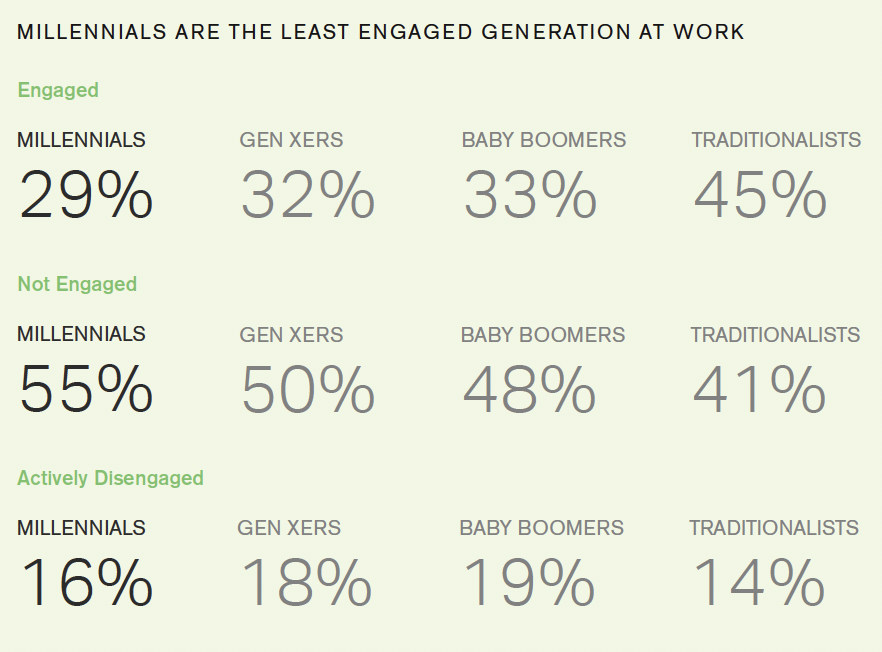 MILLENNIALS ARE THE LEAST ENGAGED GENERATION AT WORK
Engaged
MILLENNIALS GEN XERS BABY BOOMERS TRADITIONALISTS
29% 32% 33% 45%
Not Engaged
MILLENNIALS GEN XERS BABY BOOMERS TRADITIONALISTS
55% 50% 48% 41%
Actively Disengaged
MILLENNIALS GEN XERS BABY BOOMERS TRADITIONALISTS
16% 18% 19% 14%